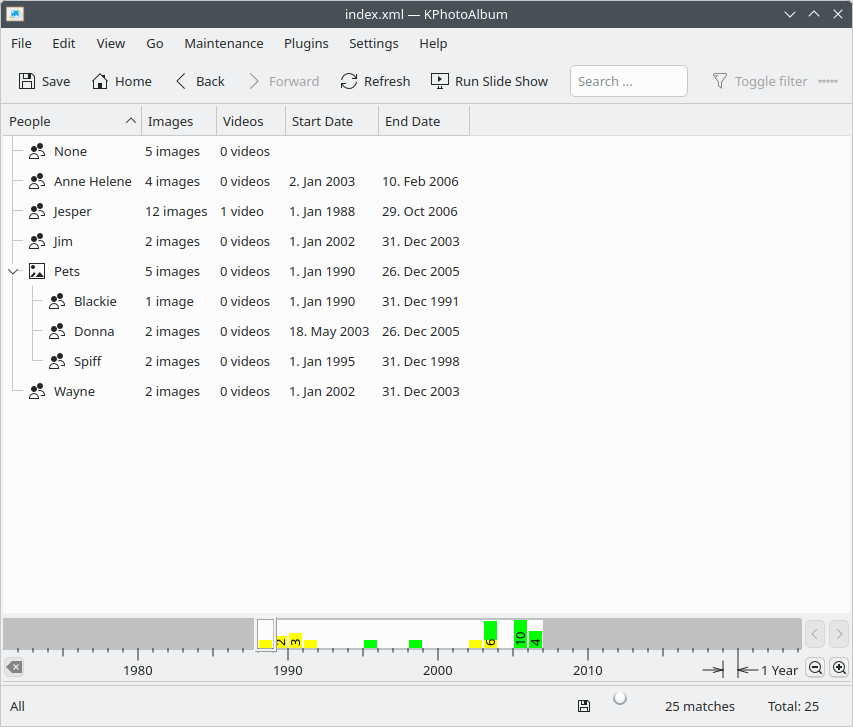 index.xml — KPhotoAlbum
File Edit View Go Maintenance Plugins Settings Help
Save Home Back Forward Refresh Run Slide Show Search ... Toggle filter
People Images Videos Start Date End Date
None 5 images 0 videos
Anne Helene 4 images 0 videos 2. Jan 2003 10. Feb 2006
Jesper 12 images 1 video 1. Jan 1988 29. Oct 2006
Jim 2 images 0 videos 1. Jan 2002 31. Dec 2003
Pets 5 images 0 videos 1. Jan 1990 26. Dec 2005
Blackie 1 image 0 videos 1. Jan 1990 31. Dec 1991
Donna 2 images 0 videos 18. May 2003 26. Dec 2005
Spiff 2 images 0 videos 1. Jan 1995 31. Dec 1998
Wayne 2 images 0 videos 1. Jan 2002 31. Dec 2003
2 3 6 10 4
1980 1990 2000 2010 1 Year
All 25 matches Total: 25